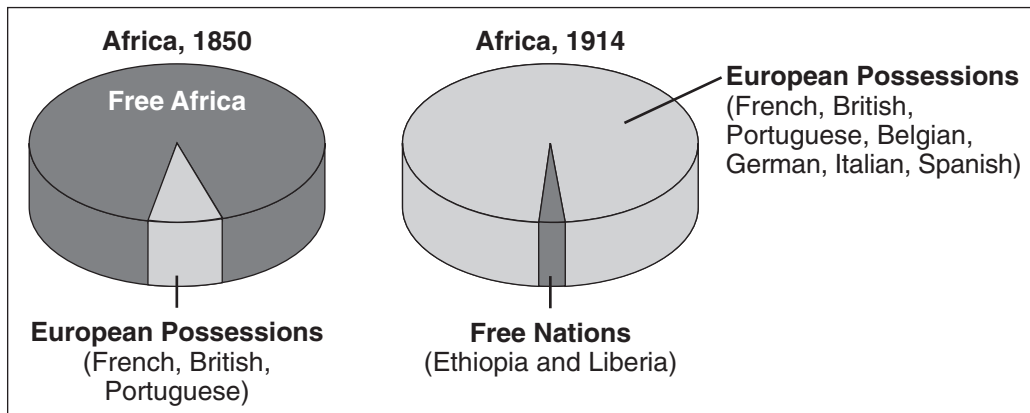 Africa, 1850
Free Africa
European Possessions
(French, British,
Portuguese)
Africa, 1914
European Possessions
(French, British,
Portuguese, Belgian,
German, Italian, Spanish)
Free Nations
(Ethiopia and Liberia)